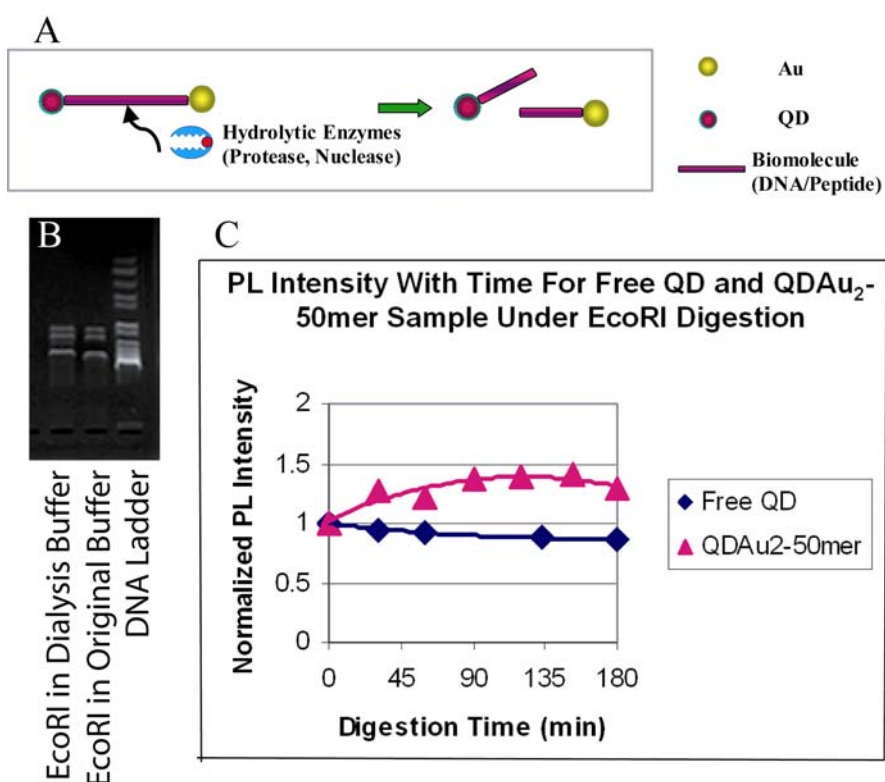 A
Hydrolytic Enzymes
(Protease, Nuclease)
Au
QD
Biomolecule
(DNA/Peptide)
B
EcoRI in Dialysis Buffer
EcoRI in Original Buffer
DNA Ladder
C
PL Intensity With Time For Free QD and QDAu2-
50mer Sample Under EcoRI Digestion
Normalized PL Intensity
2
1.5
1
0.5
0
0 45 90 135 180
Digestion Time (min)
Free QD
QDAu2-50mer